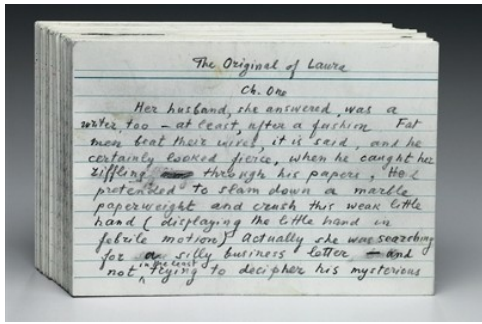 The Original of Laura
Ch. One
Her husband, she answered, was a
writer, too – at least, after a fashion. Fat
men beat their wives, it is said, and he
certainly looked fierce, when he caught her
riffling through his papers. He
pretended to slam down a marble
paperweight and crush this weak little
hand (displaying the little hand in
febrile motion) Actually she was searching
for a silly business letter – and
not in the least trying to decipher his mysterious